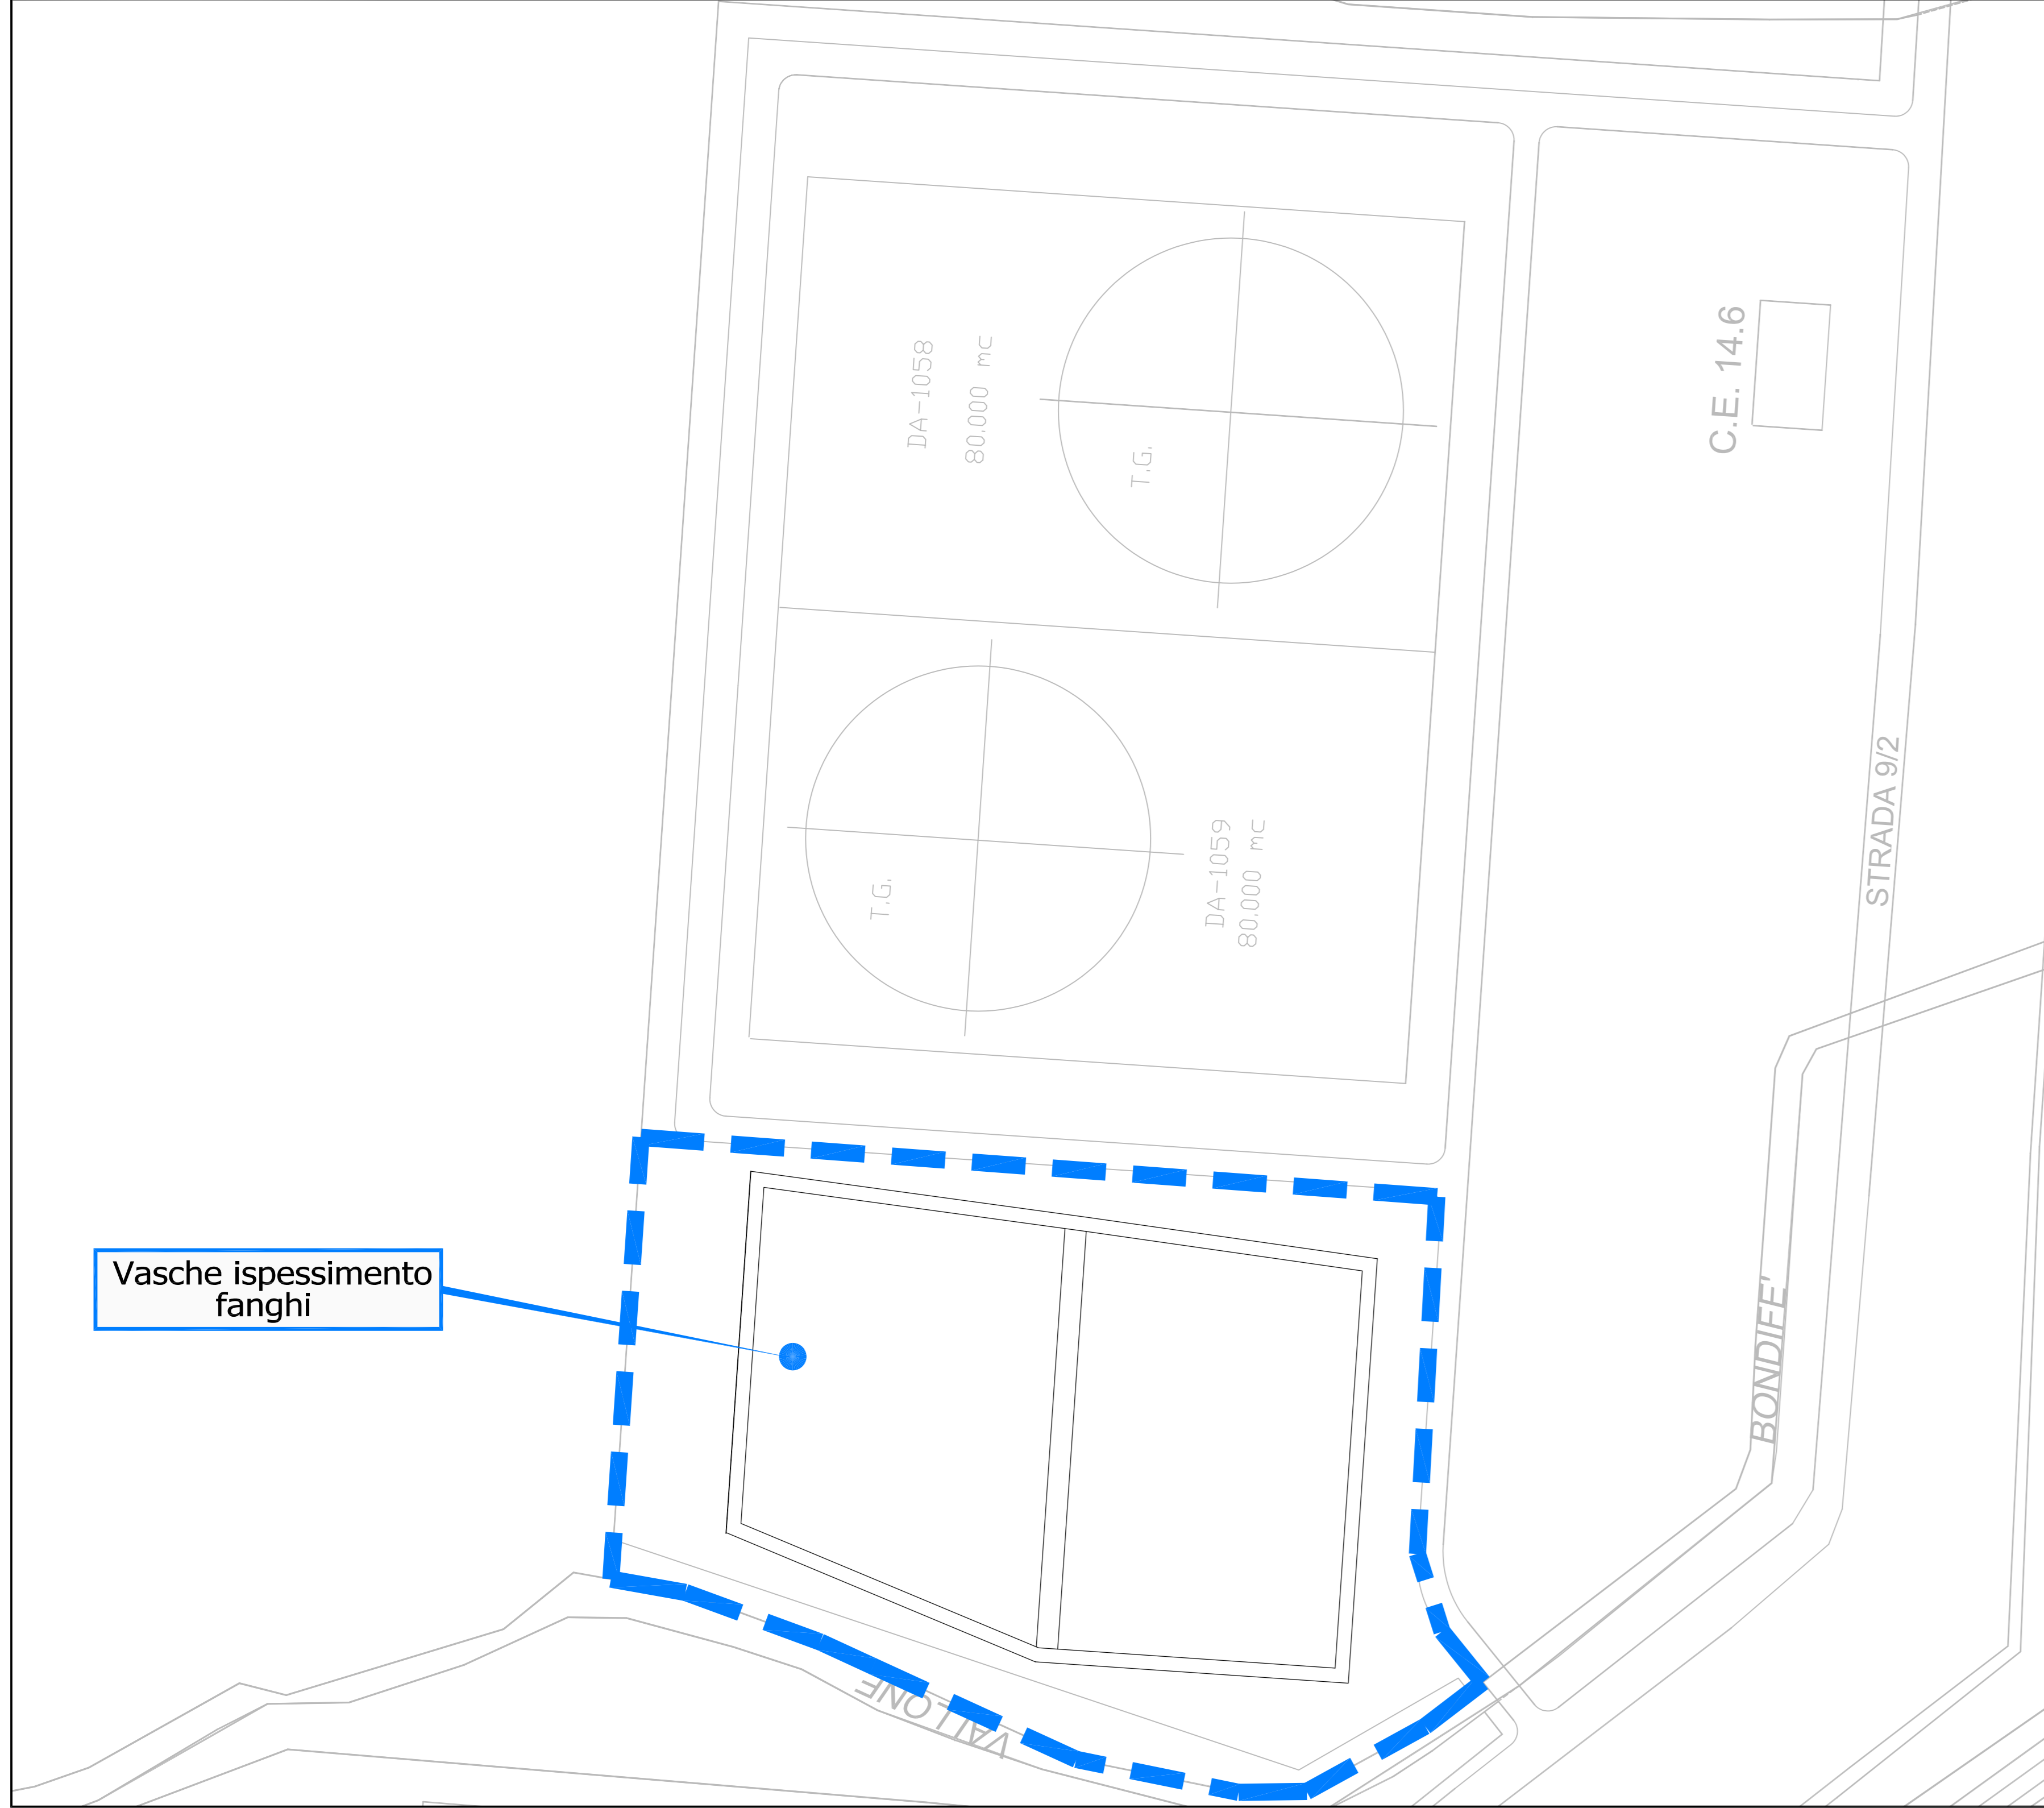 DA-1058
80.000 mc
T.G.
C.E. 14.6
STRADA 9/2
T.G.
DA-1059
80.000 mc
Vasche ispessimento
fanghi
BONDIFE'
VALLONE